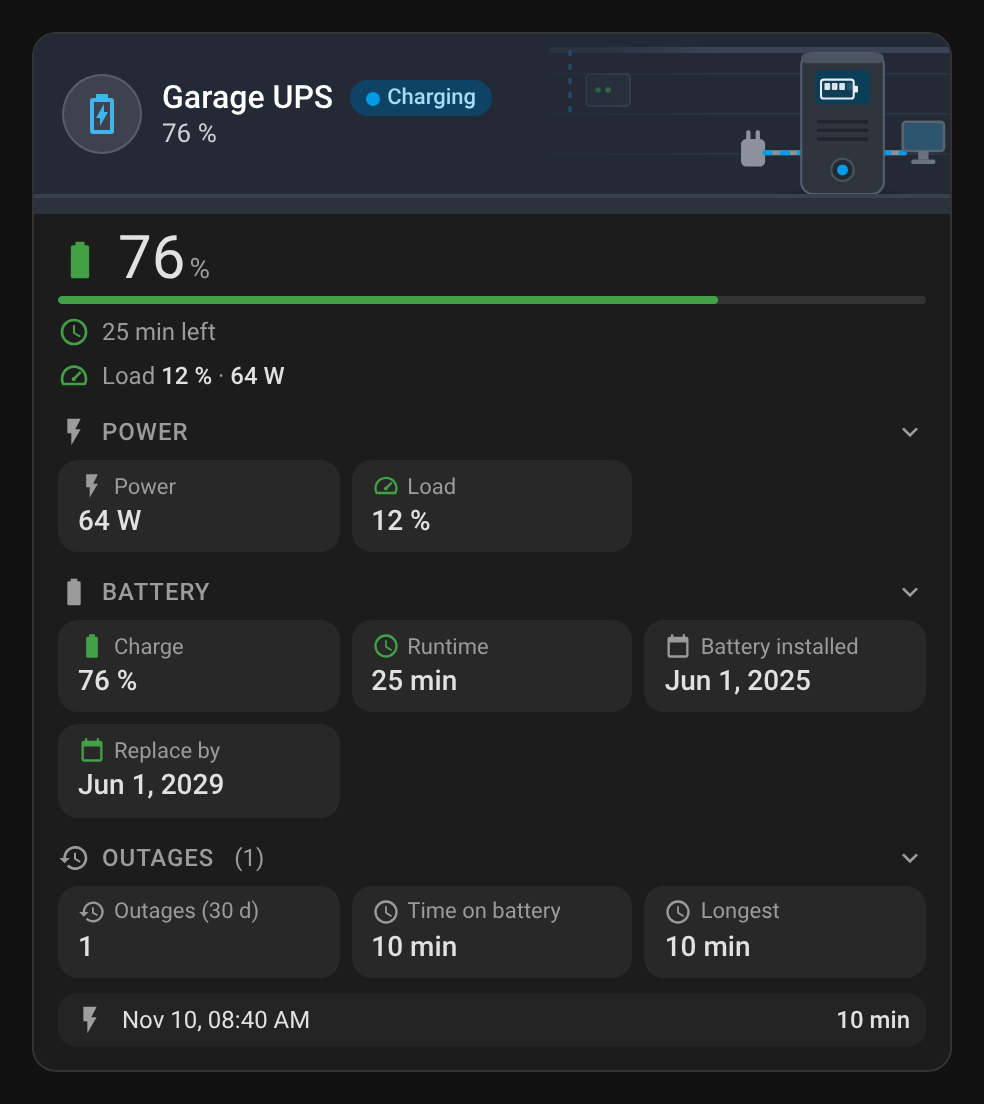 Garage UPS Charging
76 %
76 %
25 min left
Load 12 % · 64 W
POWER
Power Load
64 W 12 %
BATTERY
Charge Runtime Battery installed
76 % 25 min Jun 1, 2025
Replace by
Jun 1, 2029
OUTAGES (1)
Outages (30 d) Time on battery Longest
1 10 min 10 min
Nov 10, 08:40 AM 10 min